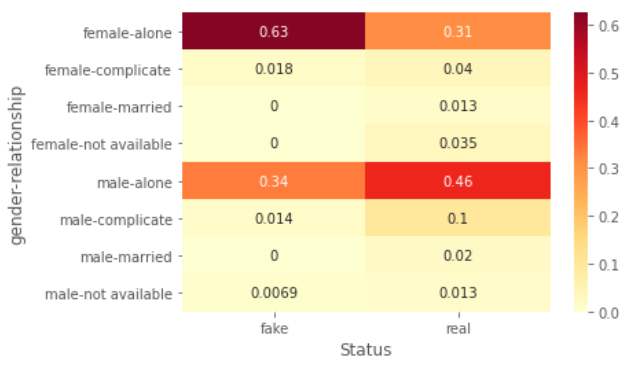 female-alone 0.63 0.31
female-complicate 0.018 0.04
female-married 0 0.013
female-not available 0 0.035
male-alone 0.34 0.46
male-complicate 0.014 0.1
male-married 0 0.02
male-not available 0.0069 0.013
fake real
Status
gender-relationship
0.6
0.5
0.4
0.3
0.2
0.1
0.0